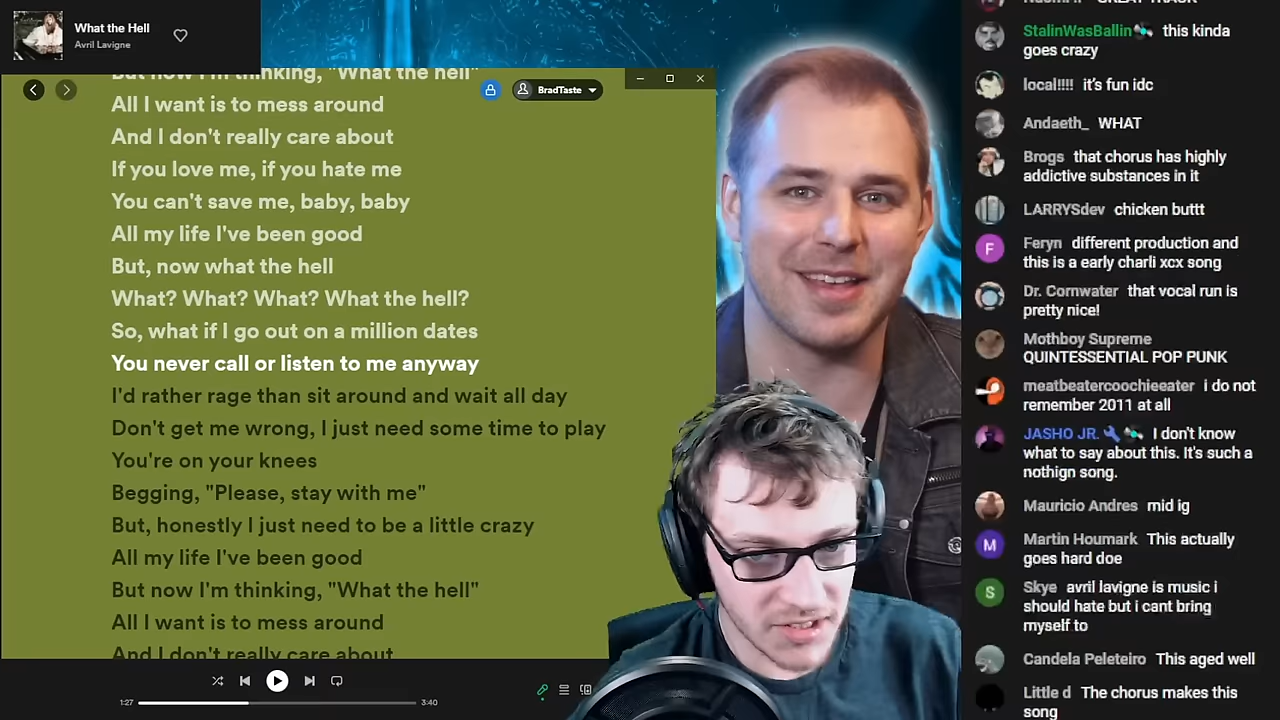 What the Hell
Avril Lavigne
But now I'm thinking, "What the hell"
BradTaste
All I want is to mess around
And I don't really care about
If you love me, if you hate me
You can't save me, baby, baby
All my life I've been good
But, now what the hell
What? What? What? What the hell?
So, what if I go out on a million dates
You never call or listen to me anyway
I'd rather rage than sit around and wait all day
Don't get me wrong, I just need some time to play
You're on your knees
Begging, "Please, stay with me"
But, honestly I just need to be a little crazy
All my life I've been good
But now I'm thinking, "What the hell"
All I want is to mess around
And I don't really care about
1:27
3:40
GREAT TRACK
StalinWasBallin this kinda
goes crazy
local!!!! it's fun idc
Andaeth_ WHAT
Brogs that chorus has highly
addictive substances in it
LARRYSdev chicken buttt
F
Feryn different production and
this is a early charli xcx song
Dr. Cornwater that vocal run is
pretty nice!
Mothboy Supreme
QUINTESSENTIAL POP PUNK
meatbeatercoochieeater i do not
remember 2011 at all
JASHO JR. I don't know
what to say about this. It's such a
nothign song.
Mauricio Andres mid ig
M
Martin Houmark This actually
goes hard doe
S
Skye avril lavigne is music i
should hate but i cant bring
myself to
Candela Peleteiro This aged well
Little d The chorus makes this
song